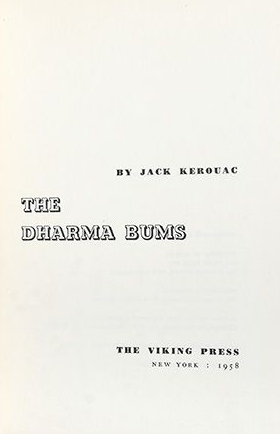 BY JACK KEROUAC
THE
DHARMA BUMS
THE VIKING PRESS
NEW YORK : 1958